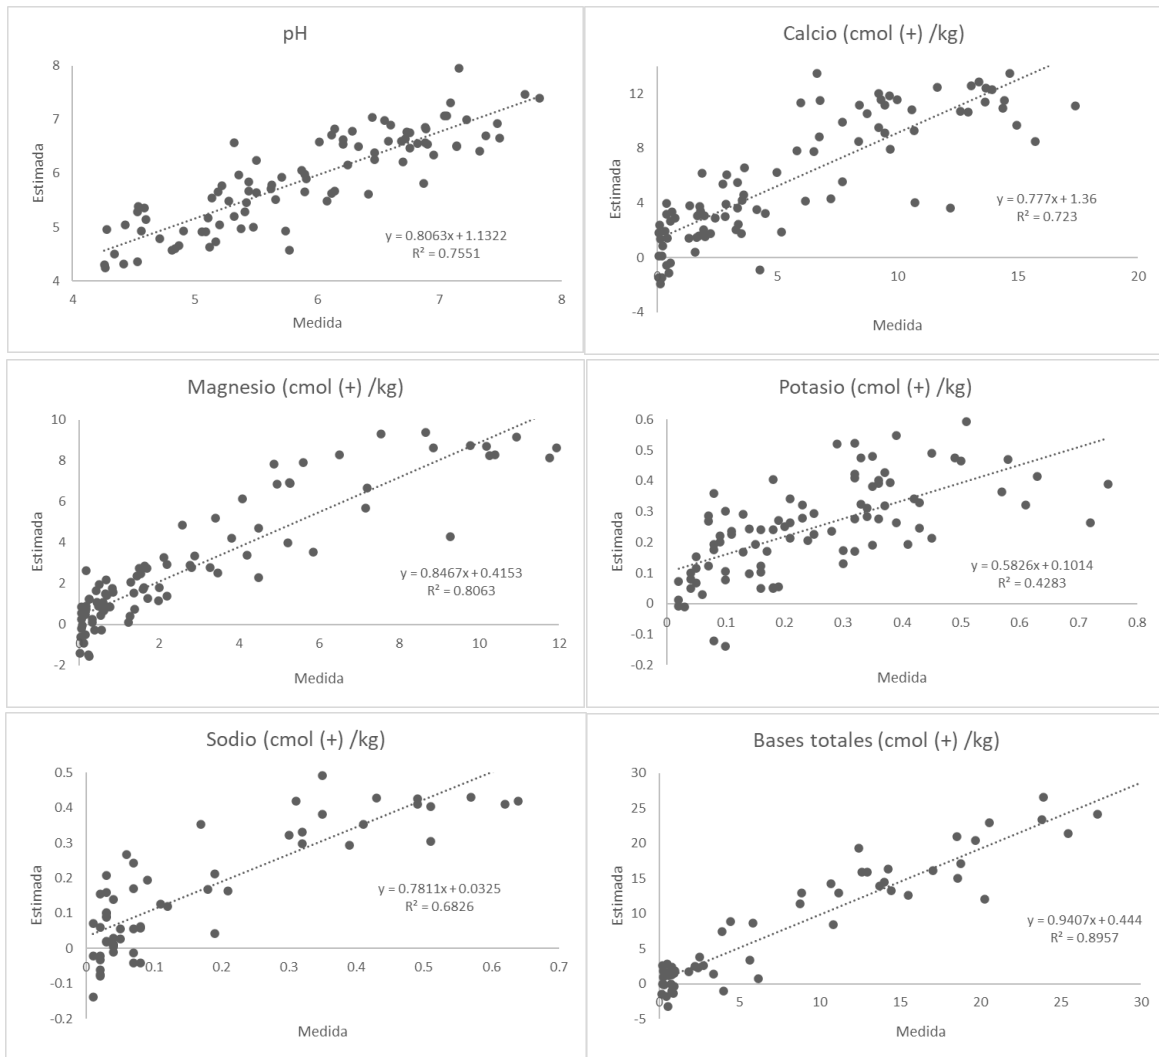 pH
Estimada
8
7
6
5
4
4
5
6
7
8
y = 0.8063x + 1.1322
R² = 0.7551
Medida
Calcio (cmol (+) /kg)
Estimada
12
8
4
0
-4
5
10
15
20
y = 0.777x + 1.36
R² = 0.723
Medida
Magnesio (cmol (+) /kg)
Estimada
10
8
6
4
2
0
-2
0
2
4
6
8
10
12
y = 0.8467x + 0.4153
R² = 0.8063
Medida
Potasio (cmol (+) /kg)
Estimada
0.6
0.5
0.4
0.3
0.2
0.1
0
-0.1
-0.2
0
0.1
0.2
0.3
0.4
0.5
0.6
0.7
0.8
y = 0.5826x + 0.1014
R² = 0.4283
Medida
Sodio (cmol (+) /kg)
Estimada
0.5
0.4
0.3
0.2
0.1
0
-0.1
-0.2
0
0.1
0.2
0.3
0.4
0.5
0.6
0.7
y = 0.7811x + 0.0325
R² = 0.6826
Medida
Bases totales (cmol (+) /kg)
Estimada
30
25
20
15
10
5
0
-5
0
5
10
15
20
25
30
y = 0.9407x + 0.444
R² = 0.8957
Medida